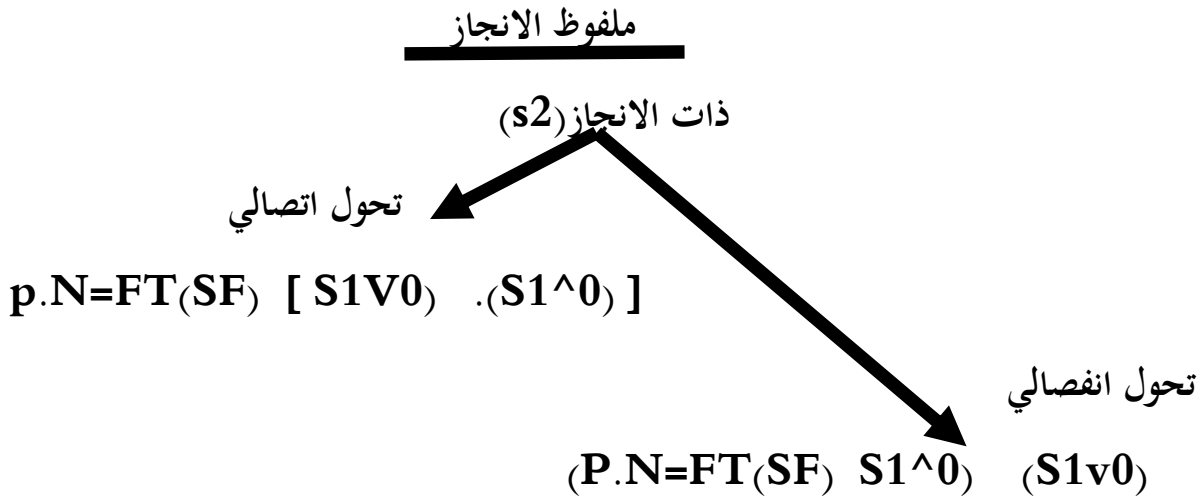 ملفوظ الانجاز
ذات الانجاز(s2)
تحول اتصالي
p.N=FT(SF) [ S1V0) .(S1^0) ]
تحول انفصالي
(P.N=FT(SF) S1^0) (S1v0)